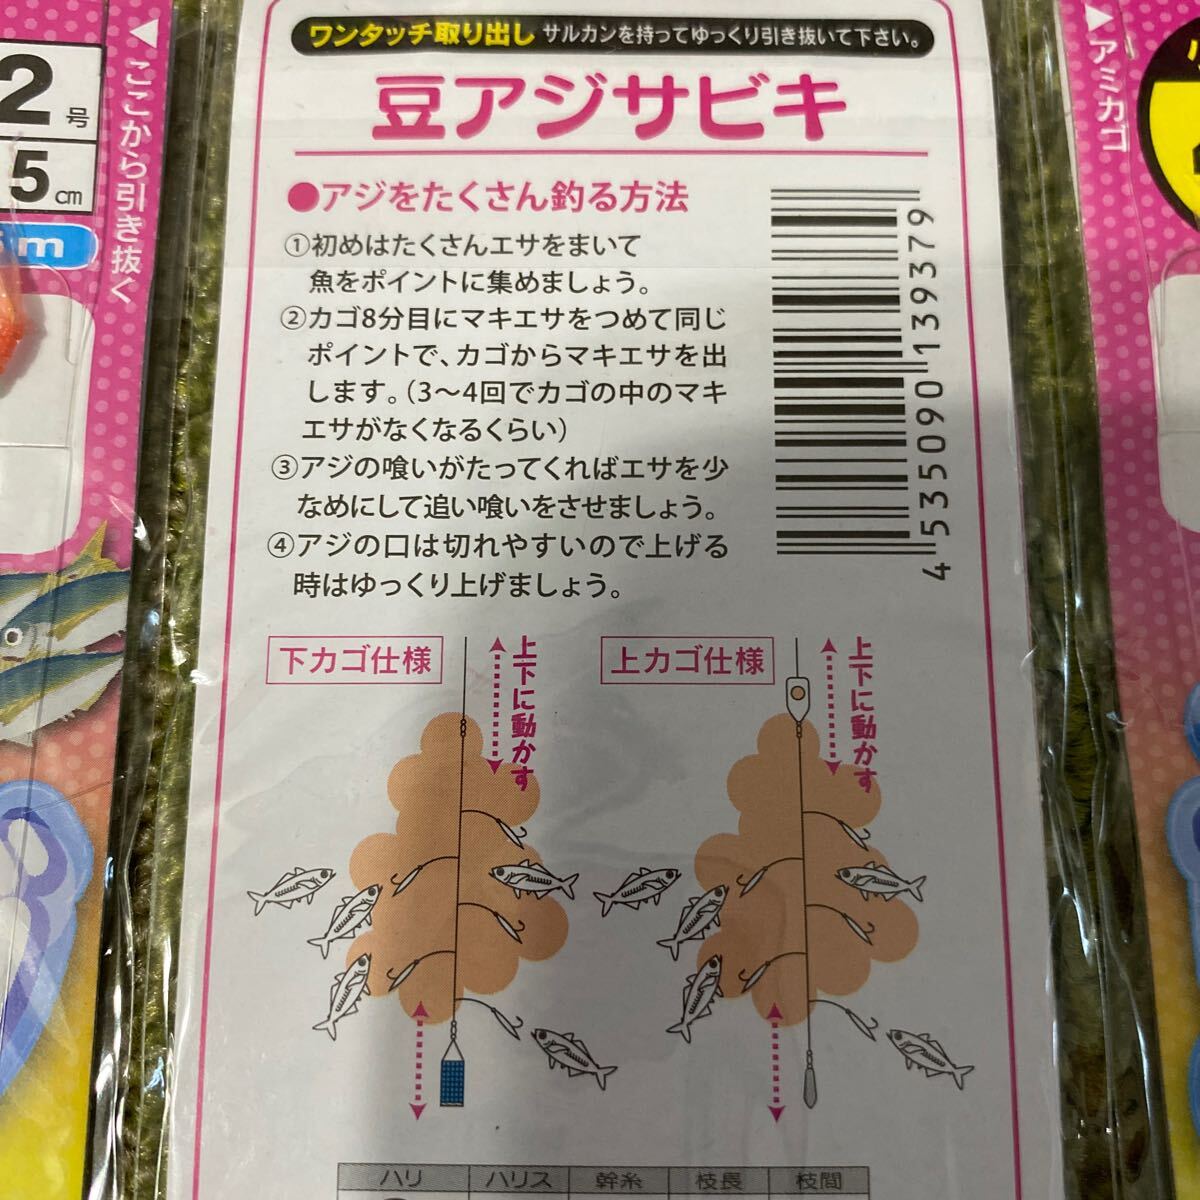 ワンタッチ取り出し サルカンを持ってゆっくり引き抜いて下さい。
豆アジサビキ
●アジをたくさん釣る方法
①初めはたくさんエサをまいて
魚をポイントに集めましょう。
②カゴ8分目にマキエサをつめて同じ
ポイントで、カゴからマキエサを出
します。(3〜4回でカゴの中のマキ
エサがなくなるくらい)
③アジの喰いがたってくればエサを少
なめにして追い喰いをさせましょう。
④アジの口は切れやすいので上げる
時はゆっくり上げましょう。
4535090139379
下カゴ仕様
上下に動かす
上カゴ仕様
上下に動かす
ハリ ハリス 幹糸 枝長 枝間
2号
5cm
m
◀ここから引き抜く
▶アミカゴ